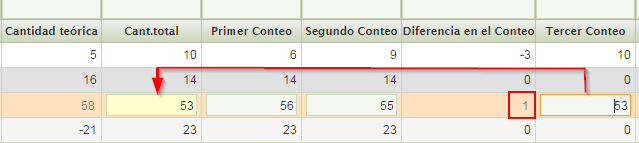 Cantidad teórica Cant.total Primer Conteo Segundo Conteo Diferencia en el Conteo Tercer Conteo
5 10 6 9 -3 10
16 14 14 14 0 0
58 53 56 55 1 53
-21 23 23 23 0 0